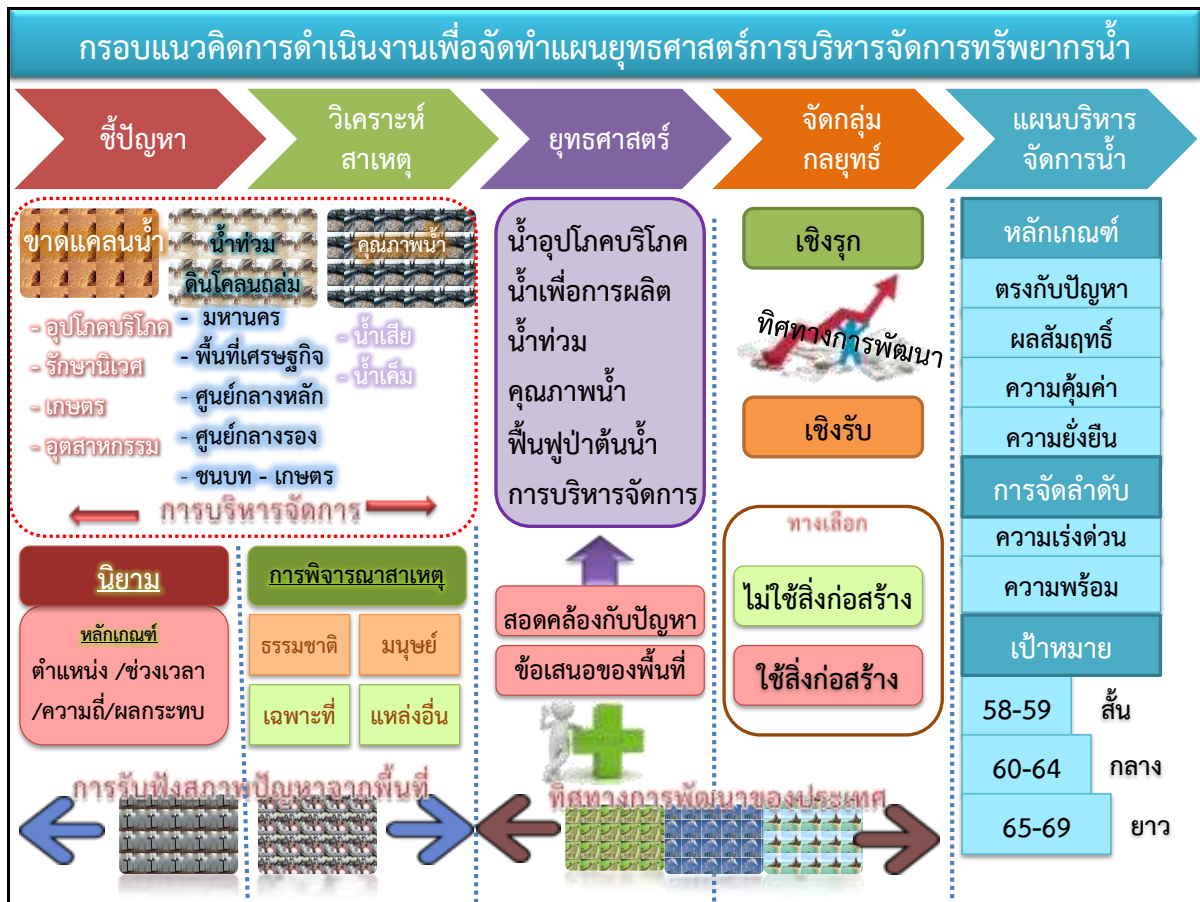 กรอบแนวคิดการดำเนินงานเพื่อจัดทำแผนยุทธศาสตร์การบริหารจัดการทรัพยากรน้ำ
ชี้ปัญหา
วิเคราะห์
สาเหตุ
ยุทธศาสตร์
จัดกลุ่ม
กลยุทธ์
แผนบริหาร
จัดการน้ำ
ขาดแคลนน้ำ
- อุปโภคบริโภค
- รักษานิเวศ
- เกษตร
- อุตสาหกรรม
น้ำท่วม
ดินโคลนถล่ม
- มหานคร
- พื้นที่เศรษฐกิจ
- ศูนย์กลางหลัก
- ศูนย์กลางรอง
- ชนบท - เกษตร
คุณภาพน้ำ
- น้ำเสีย
- น้ำเค็ม
การบริหารจัดการ
นิยาม
หลักเกณฑ์
ตำแหน่ง /ช่วงเวลา
/ความถี่/ผลกระทบ
การพิจารณาสาเหตุ
ธรรมชาติ
มนุษย์
เฉพาะที่
แหล่งอื่น
การรับฟังสภาพปัญหาจากพื้นที่
น้ำอุปโภคบริโภค
น้ำเพื่อการผลิต
น้ำท่วม
คุณภาพน้ำ
ฟื้นฟูป่าต้นน้ำ
การบริหารจัดการ
สอดคล้องกับปัญหา
ข้อเสนอของพื้นที่
ทิศทางการพัฒนาของประเทศ
เชิงรุก
ทิศทางการพัฒนา
เชิงรับ
ทางเลือก
ไม่ใช้สิ่งก่อสร้าง
ใช้สิ่งก่อสร้าง
หลักเกณฑ์
ตรงกับปัญหา
ผลสัมฤทธิ์
ความคุ้มค่า
ความยั่งยืน
การจัดลำดับ
ความเร่งด่วน
ความพร้อม
เป้าหมาย
58-59 สั้น
60-64 กลาง
65-69 ยาว